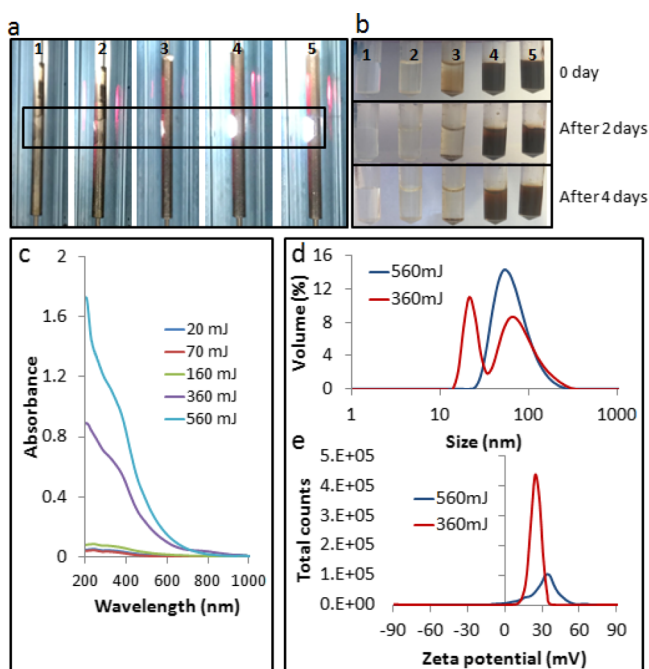 a
1 2 3 4 5
b
1 2 3 4 5
0 day
After 2 days
After 4 days
c
2
1.6
1.2
0.8
0.4
0
Absorbance
20 mJ
70 mJ
160 mJ
360 mJ
560 mJ
200 400 600 800 1000
Wavelength (nm)
d
16
12
8
4
0
Volume (%)
560mJ
360mJ
1 10 100 1000
Size (nm)
e
5.E+05
4.E+05
3.E+05
2.E+05
1.E+05
0.E+00
Total counts
560mJ
360mJ
-90 -60 -30 0 30 60 90
Zeta potential (mV)